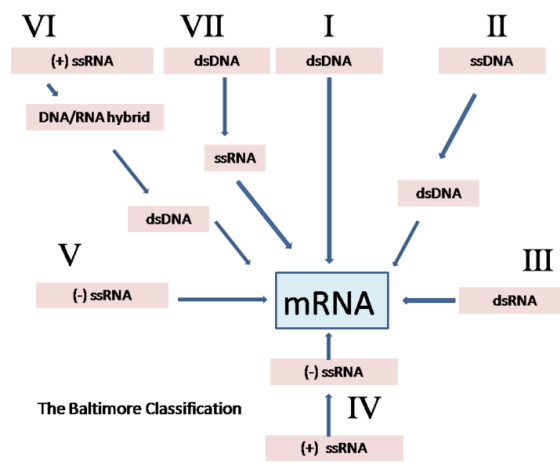 VI
VII
I
II
(+) ssRNA
dsDNA
dsDNA
ssDNA
DNA/RNA hybrid
ssRNA
dsDNA
dsDNA
V
III
(-) ssRNA
mRNA
dsRNA
(-) ssRNA
The Baltimore Classification
IV
(+) ssRNA